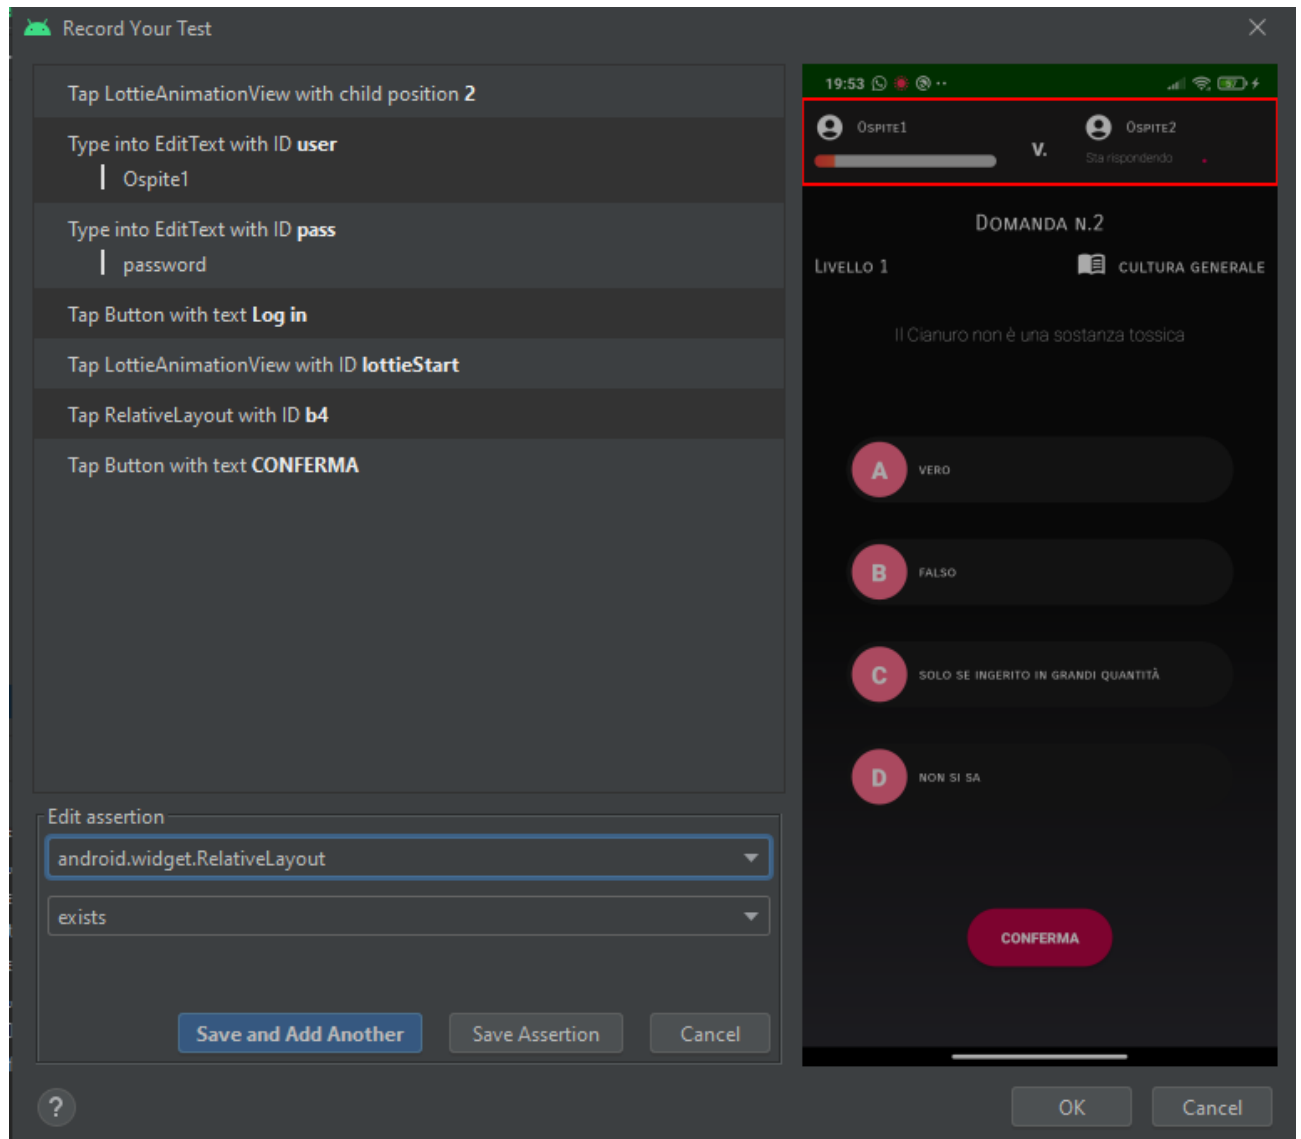 Record Your Test
Tap LottieAnimationView with child position 2
Type into EditText with ID user
Ospite1
Type into EditText with ID pass
password
Tap Button with text Log in
Tap LottieAnimationView with ID lottieStart
Tap RelativeLayout with ID b4
Tap Button with text CONFERMA
Edit assertion
android.widget.RelativeLayout
exists
Save and Add Another
Save Assertion
Cancel
19:53
Ospite1
v.
Ospite2
Sta rispondendo
Domanda n.2
Livello 1
cultura generale
Il Cianuro non è una sostanza tossica
A
vero
B
falso
C
solo se ingerito in grandi quantità
D
non si sa
CONFERMA
?
OK
Cancel